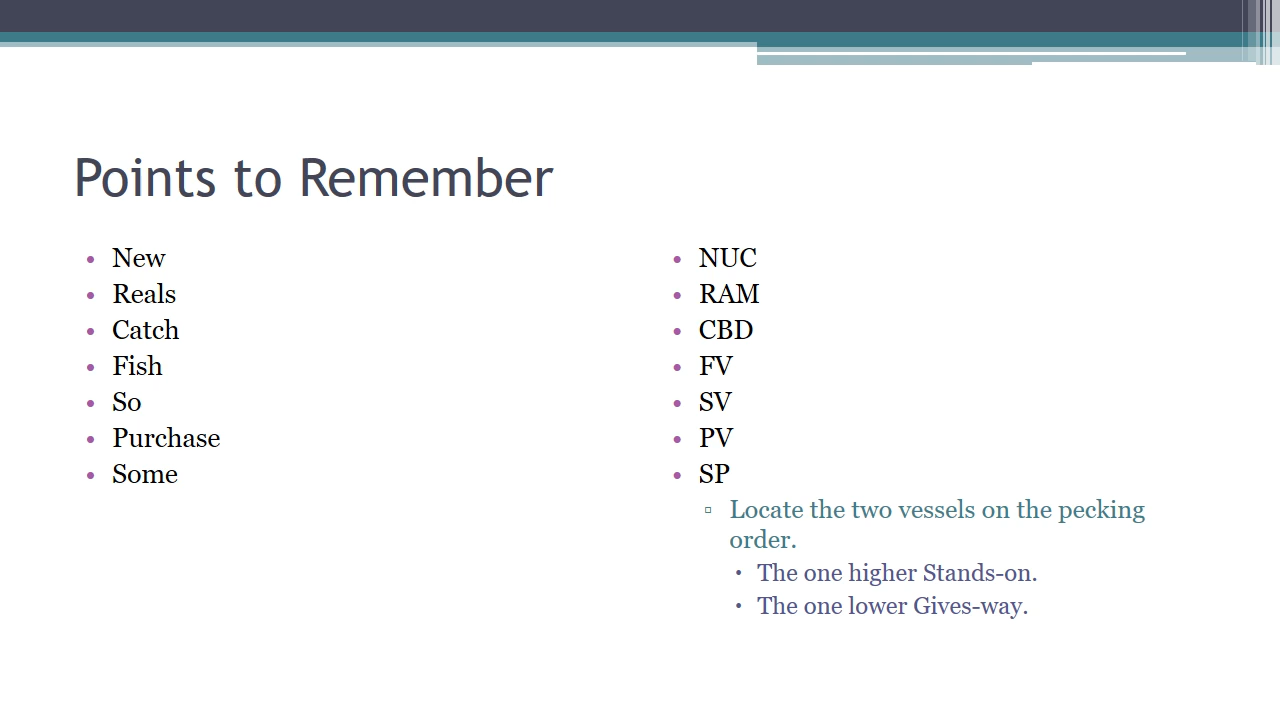 Points to Remember
New
Reals
Catch
Fish
So
Purchase
Some
NUC
RAM
CBD
FV
SV
PV
SP
Locate the two vessels on the pecking
order.
The one higher Stands-on.
The one lower Gives-way.